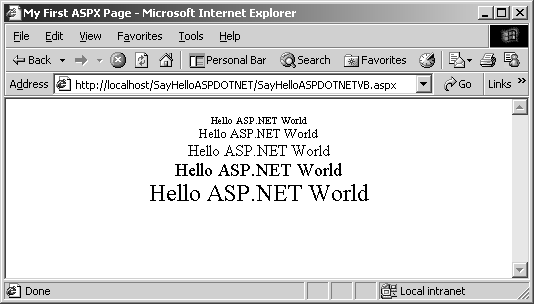 My First ASPX Page - Microsoft Internet Explorer
File Edit View Favorites Tools Help
Back Personal Bar Search Favorites
Address http://localhost/SayHelloASPDOTNET/SayHelloASPDOTNETVB.aspx Go Links »
Hello ASP.NET World
Hello ASP.NET World
Hello ASP.NET World
Hello ASP.NET World
Hello ASP.NET World
Done Local intranet